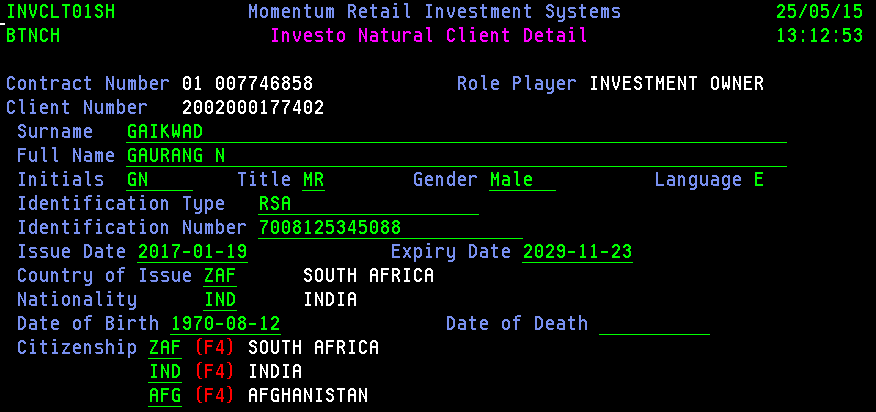 INVCLT01SH Momentum Retail Investment Systems 25/05/15
BTNCH Investo Natural Client Detail 13:12:53
Contract Number 01 007746858 Role Player INVESTMENT OWNER
Client Number 2002000177402
Surname GAIKWAD
Full Name GAURANG N
Initials GN Title MR Gender Male Language E
Identification Type RSA
Identification Number 7008125345088
Issue Date 2017-01-19 Expiry Date 2029-11-23
Country of Issue ZAF SOUTH AFRICA
Nationality IND INDIA
Date of Birth 1970-08-12 Date of Death
Citizenship ZAF (F4) SOUTH AFRICA
IND (F4) INDIA
AFG (F4) AFGHANISTAN